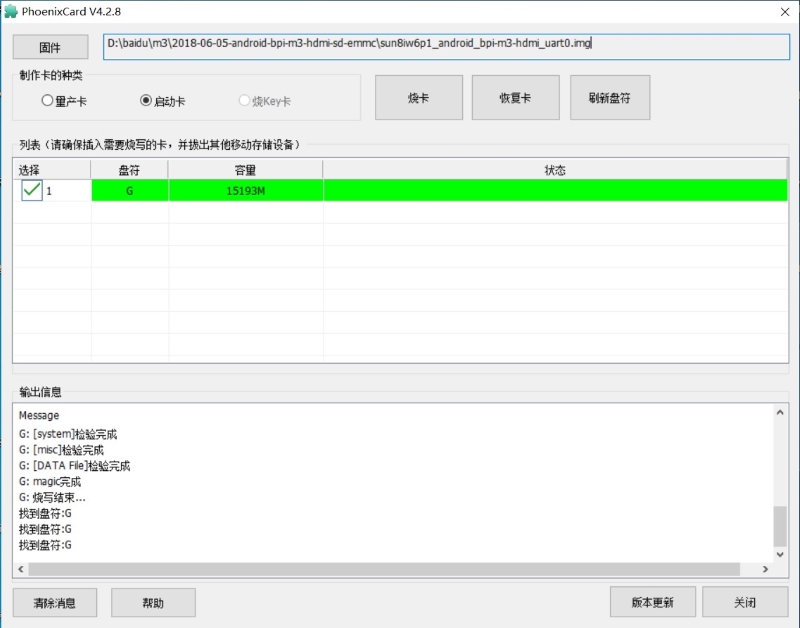 PhoenixCard V4.2.8
固件
D:\baidu\m3\2018-06-05-android-bpi-m3-hdmi-sd-emmc\sun8iw6p1_android_bpi-m3-hdmi_uart0.img
制作卡的种类
量产卡 启动卡 烧Key卡
烧卡 恢复卡 刷新盘符
列表（请确保插入需要烧写的卡，并拔出其他移动存储设备）
选择 盘符 容量 状态
1 G 15193M
输出信息
Message
G: [system]检验完成
G: [misc]检验完成
G: [DATA File]检验完成
G: magic完成
G: 烧写结束...
找到盘符:G
找到盘符:G
找到盘符:G
清除消息 帮助 版本更新 关闭